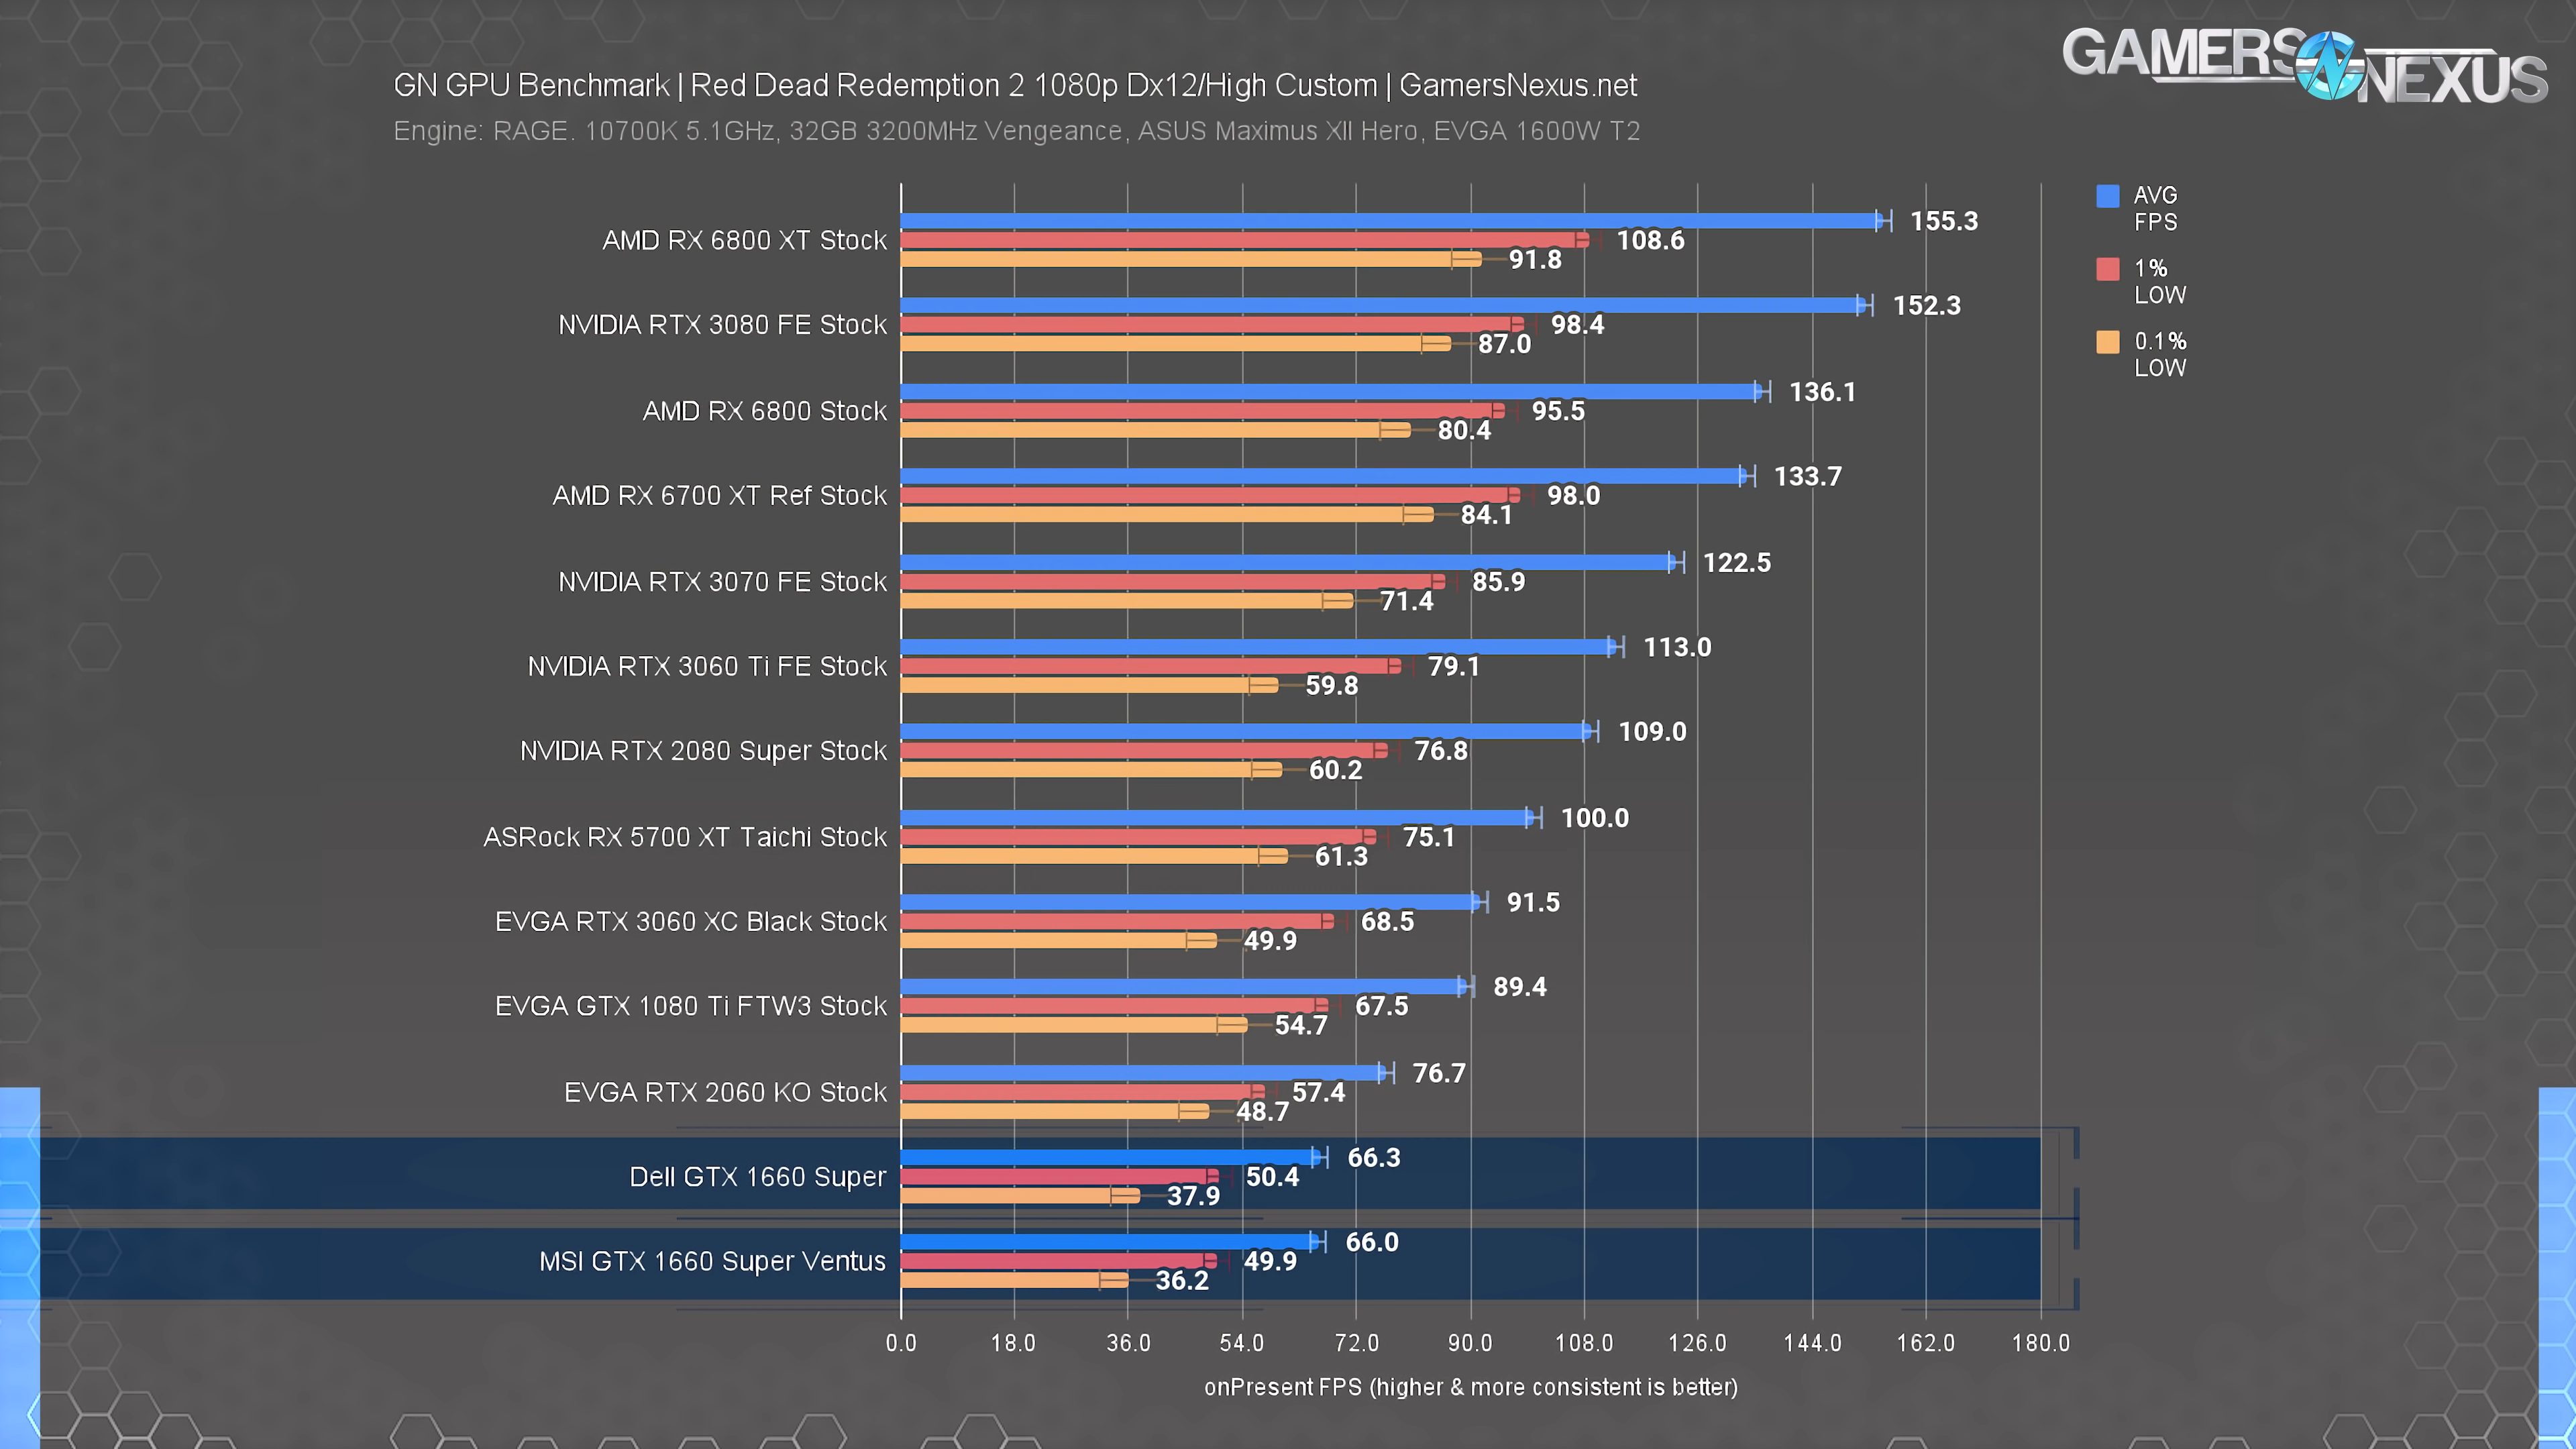 GAMERS NEXUS
GN GPU Benchmark | Red Dead Redemption 2 1080p Dx12/High Custom | GamersNexus.net
Engine: RAGE. 10700K 5.1GHz, 32GB 3200MHz Vengeance, ASUS Maximus XII Hero, EVGA 1600W T2
AVG
FPS
1%
LOW
0.1%
LOW
AMD RX 6800 XT Stock
155.3
108.6
91.8
NVIDIA RTX 3080 FE Stock
152.3
98.4
87.0
AMD RX 6800 Stock
136.1
95.5
80.4
AMD RX 6700 XT Ref Stock
133.7
98.0
84.1
NVIDIA RTX 3070 FE Stock
122.5
85.9
71.4
NVIDIA RTX 3060 Ti FE Stock
113.0
79.1
59.8
NVIDIA RTX 2080 Super Stock
109.0
76.8
60.2
ASRock RX 5700 XT Taichi Stock
100.0
75.1
61.3
EVGA RTX 3060 XC Black Stock
91.5
68.5
49.9
EVGA GTX 1080 Ti FTW3 Stock
89.4
67.5
54.7
EVGA RTX 2060 KO Stock
76.7
57.4
48.7
Dell GTX 1660 Super
66.3
50.4
37.9
MSI GTX 1660 Super Ventus
66.0
49.9
36.2
0.0 18.0 36.0 54.0 72.0 90.0 108.0 126.0 144.0 162.0 180.0
onPresent FPS (higher & more consistent is better)